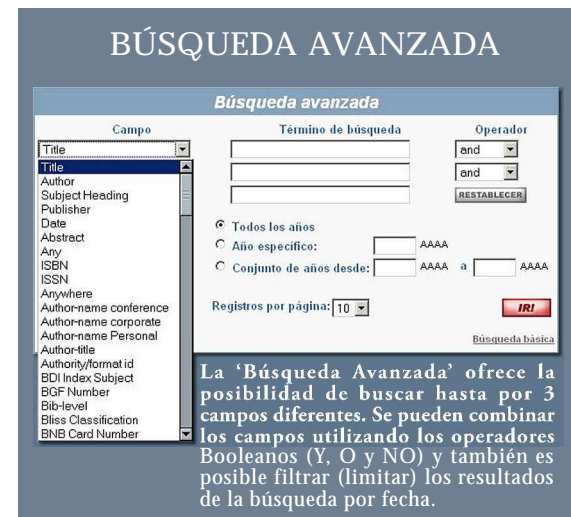 BÚSQUEDA AVANZADA
Búsqueda avanzada
Campo Término de búsqueda Operador
Title and
Title
and
Author
Subject Heading RESTABLECER
Publisher
Date
Abstract
Any
ISBN
ISSN
Anywhere
Author-name conference
Author-name corporate
Author-name Personal
Author-title
Authority/format id
BDI Index Subject
BGF Number
Bib-level
Bliss Classification
BNB Card Number
Todos los años
Año específico: AAAA
Conjunto de años desde: AAAA a AAAA
Registros por página: 10 IR!
Búsqueda básica
La ‘Búsqueda Avanzada’ ofrece la
posibilidad de buscar hasta por 3
campos diferentes. Se pueden combinar
los campos utilizando los operadores
Booleanos (Y, O y NO) y también es
posible filtrar (limitar) los resultados
de la búsqueda por fecha.